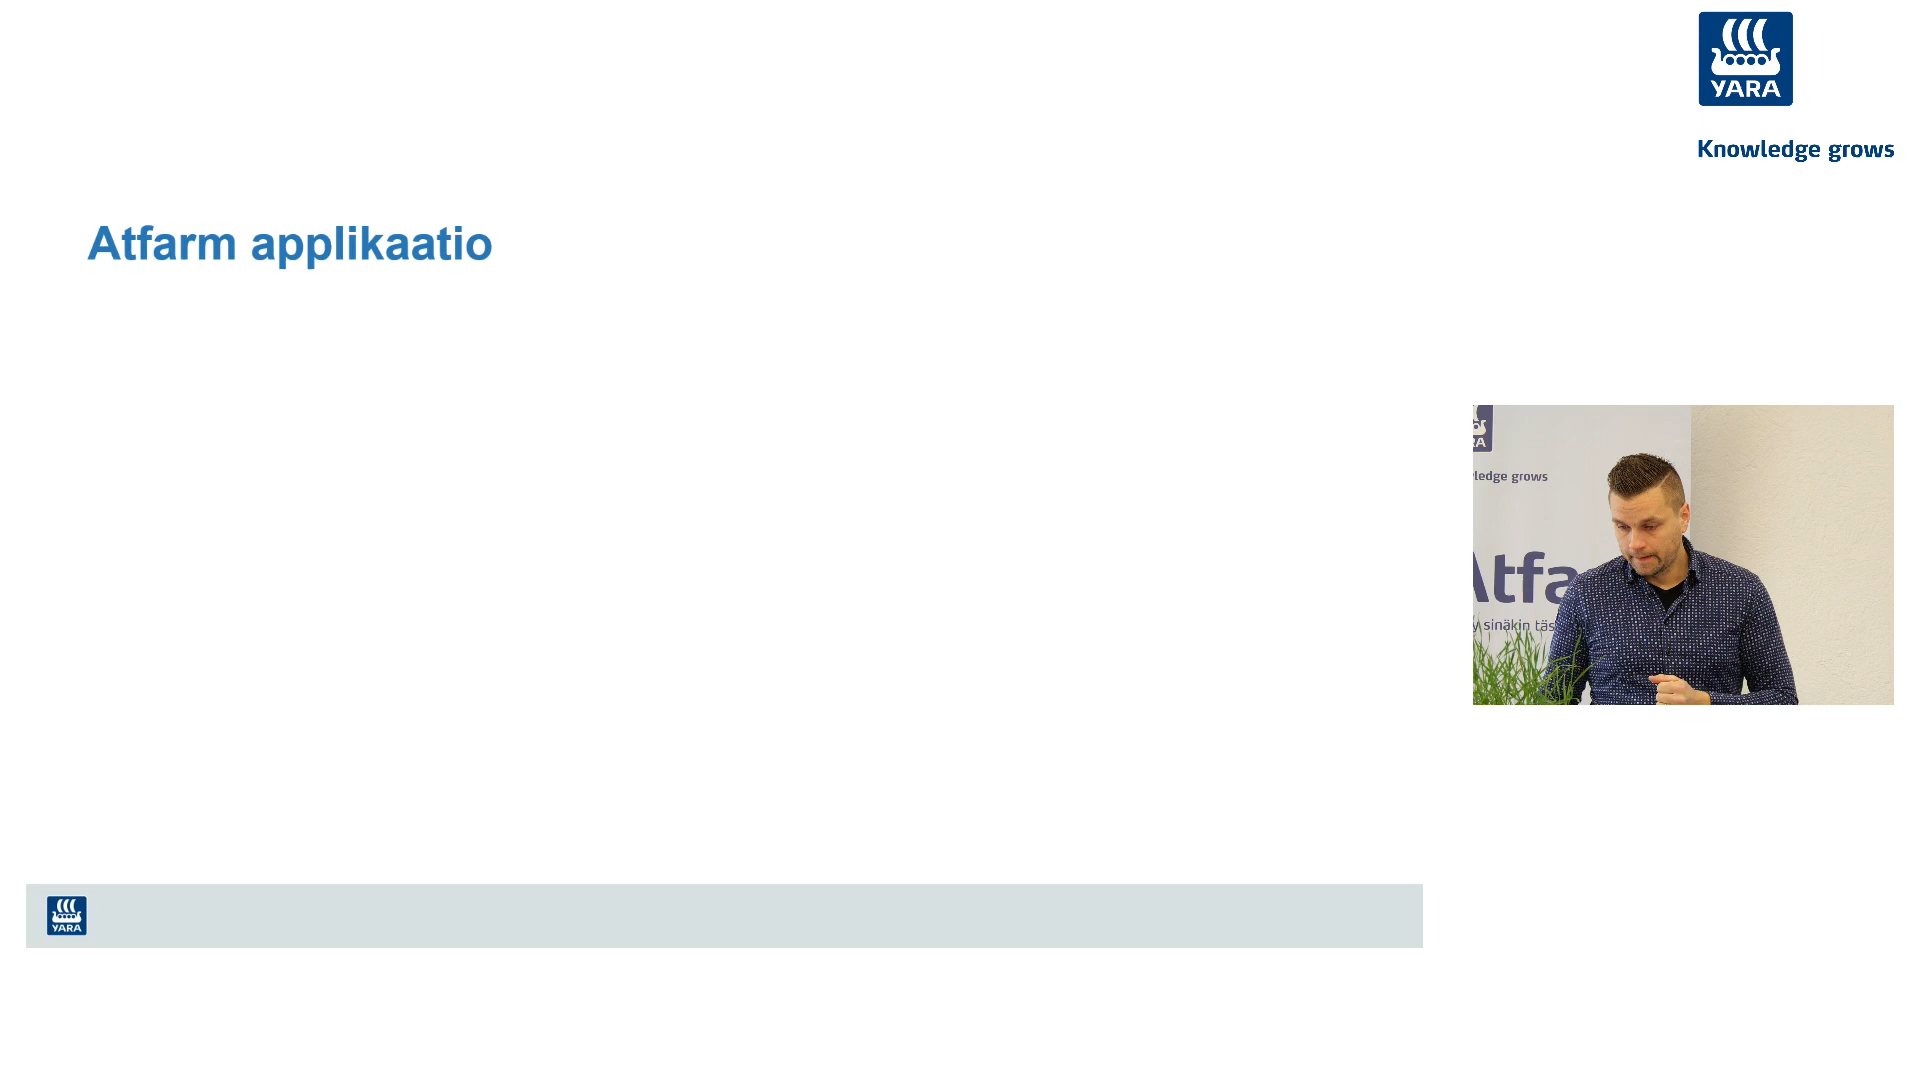 YARA
Knowledge grows
Atfarm applikaatio
ledge grows
Atfa
sinäkin täs
YARA